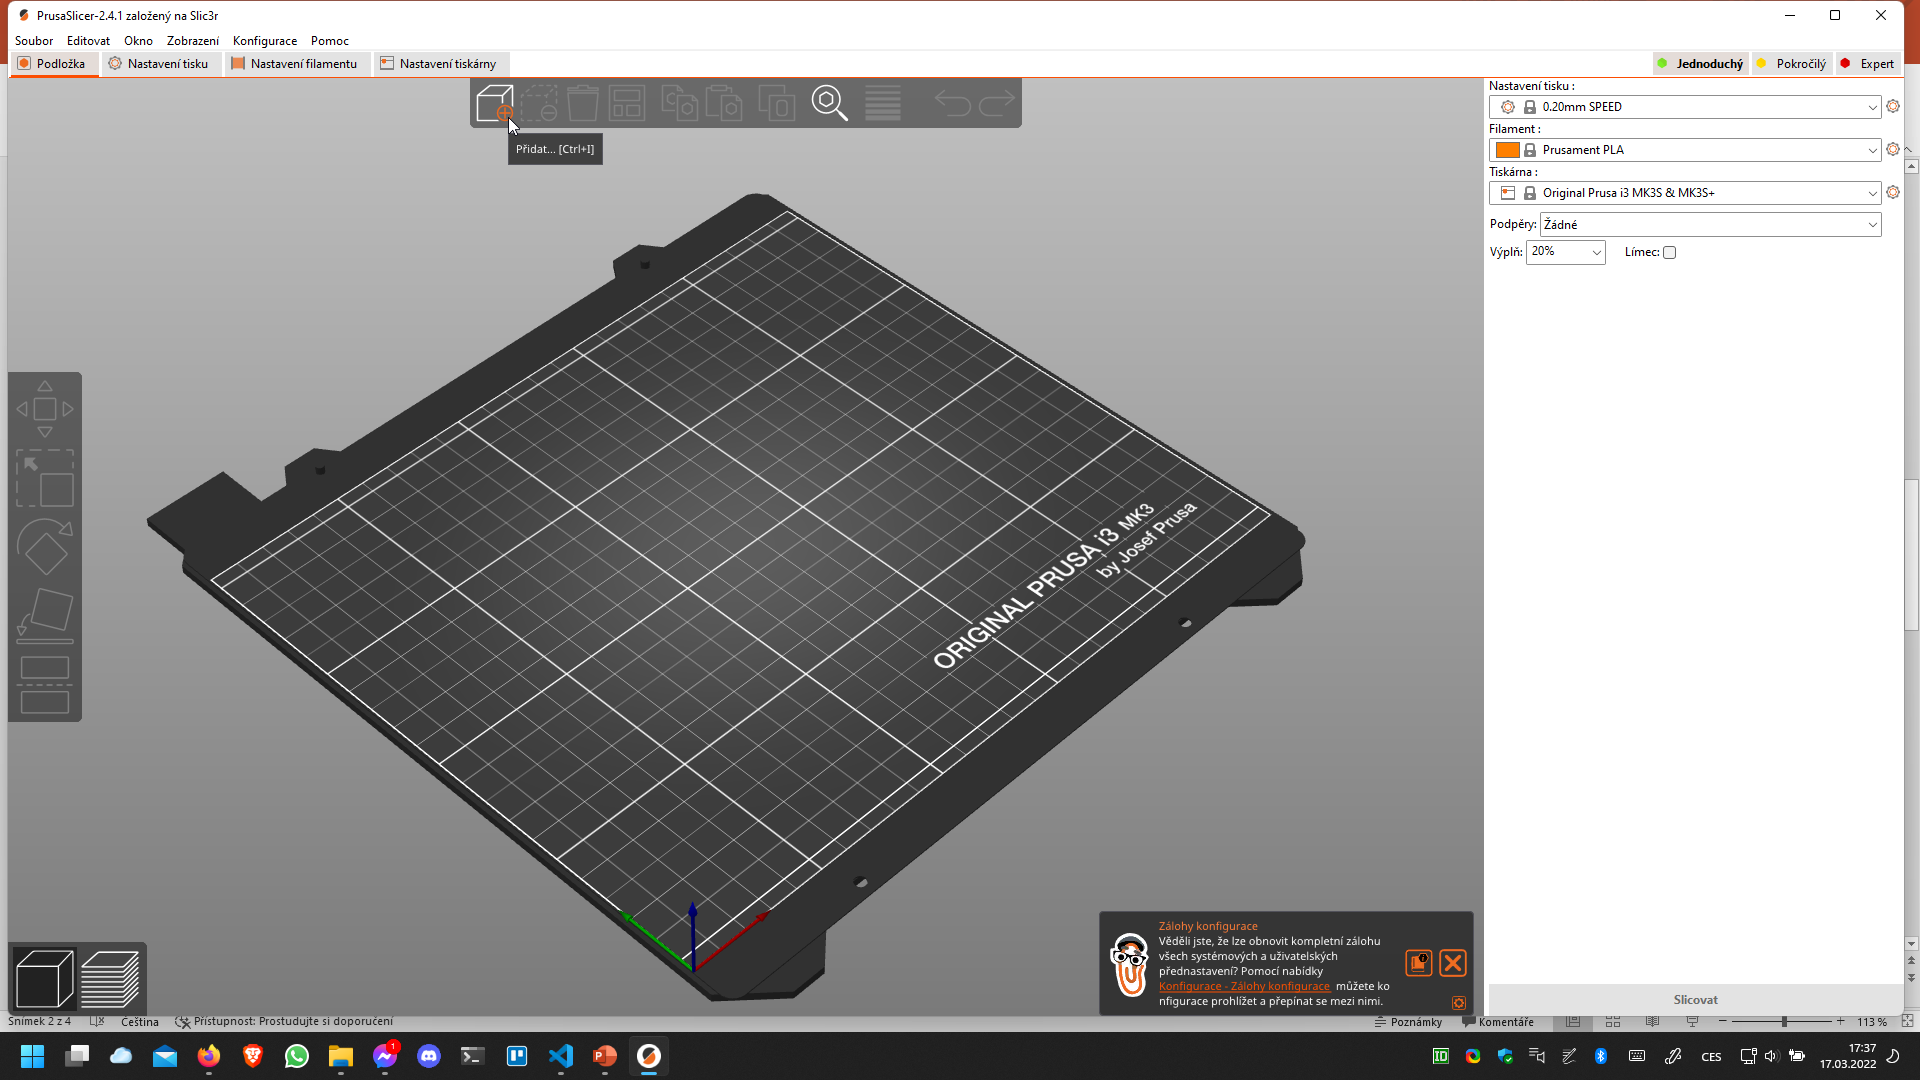 PrusaSlicer-2.4.1 založený na Slic3r
Soubor Editovat Okno Zobrazení Konfigurace Pomoc
Podložka Nastavení tisku Nastavení filamentu Nastavení tiskárny
Jednoduchý Pokročilý Expert
Přidat... [Ctrl+I]
Nastavení tisku :
0.20mm SPEED
Filament :
Prusament PLA
Tiskárna :
Original Prusa i3 MK3S & MK3S+
Podpěry: Žádné
Výplň: 20% Límec:
ORIGINAL PRUSA i3 MK3
by Josef Prusa
Zálohy konfigurace
Věděli jste, že lze obnovit kompletní zálohu
všech systémových a uživatelských
přednastavení? Pomocí nabídky
Konfigurace - Zálohy konfigurace můžete ko
nfigurace prohlížet a přepínat se mezi nimi.
Slicovat
Snímek 2 z 4 Čeština Přístupnost: Prostudujte si doporučení
Poznámky Komentáře 113 %
1
ID
CES
17:37
17.03.2022